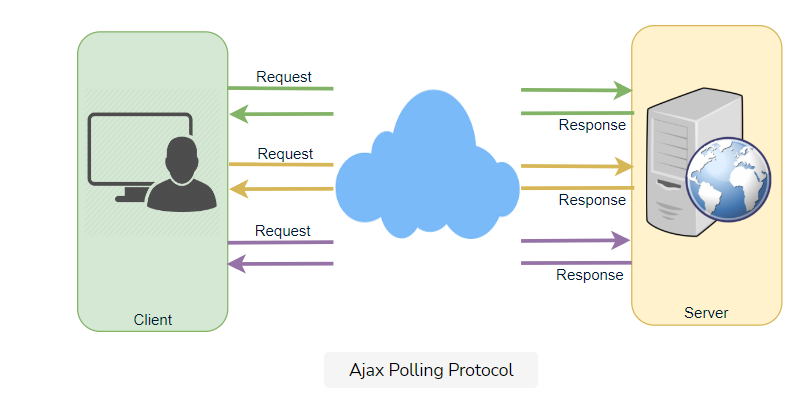 Request
Response
Request
Response
Request
Response
Client
Server
Ajax Polling Protocol